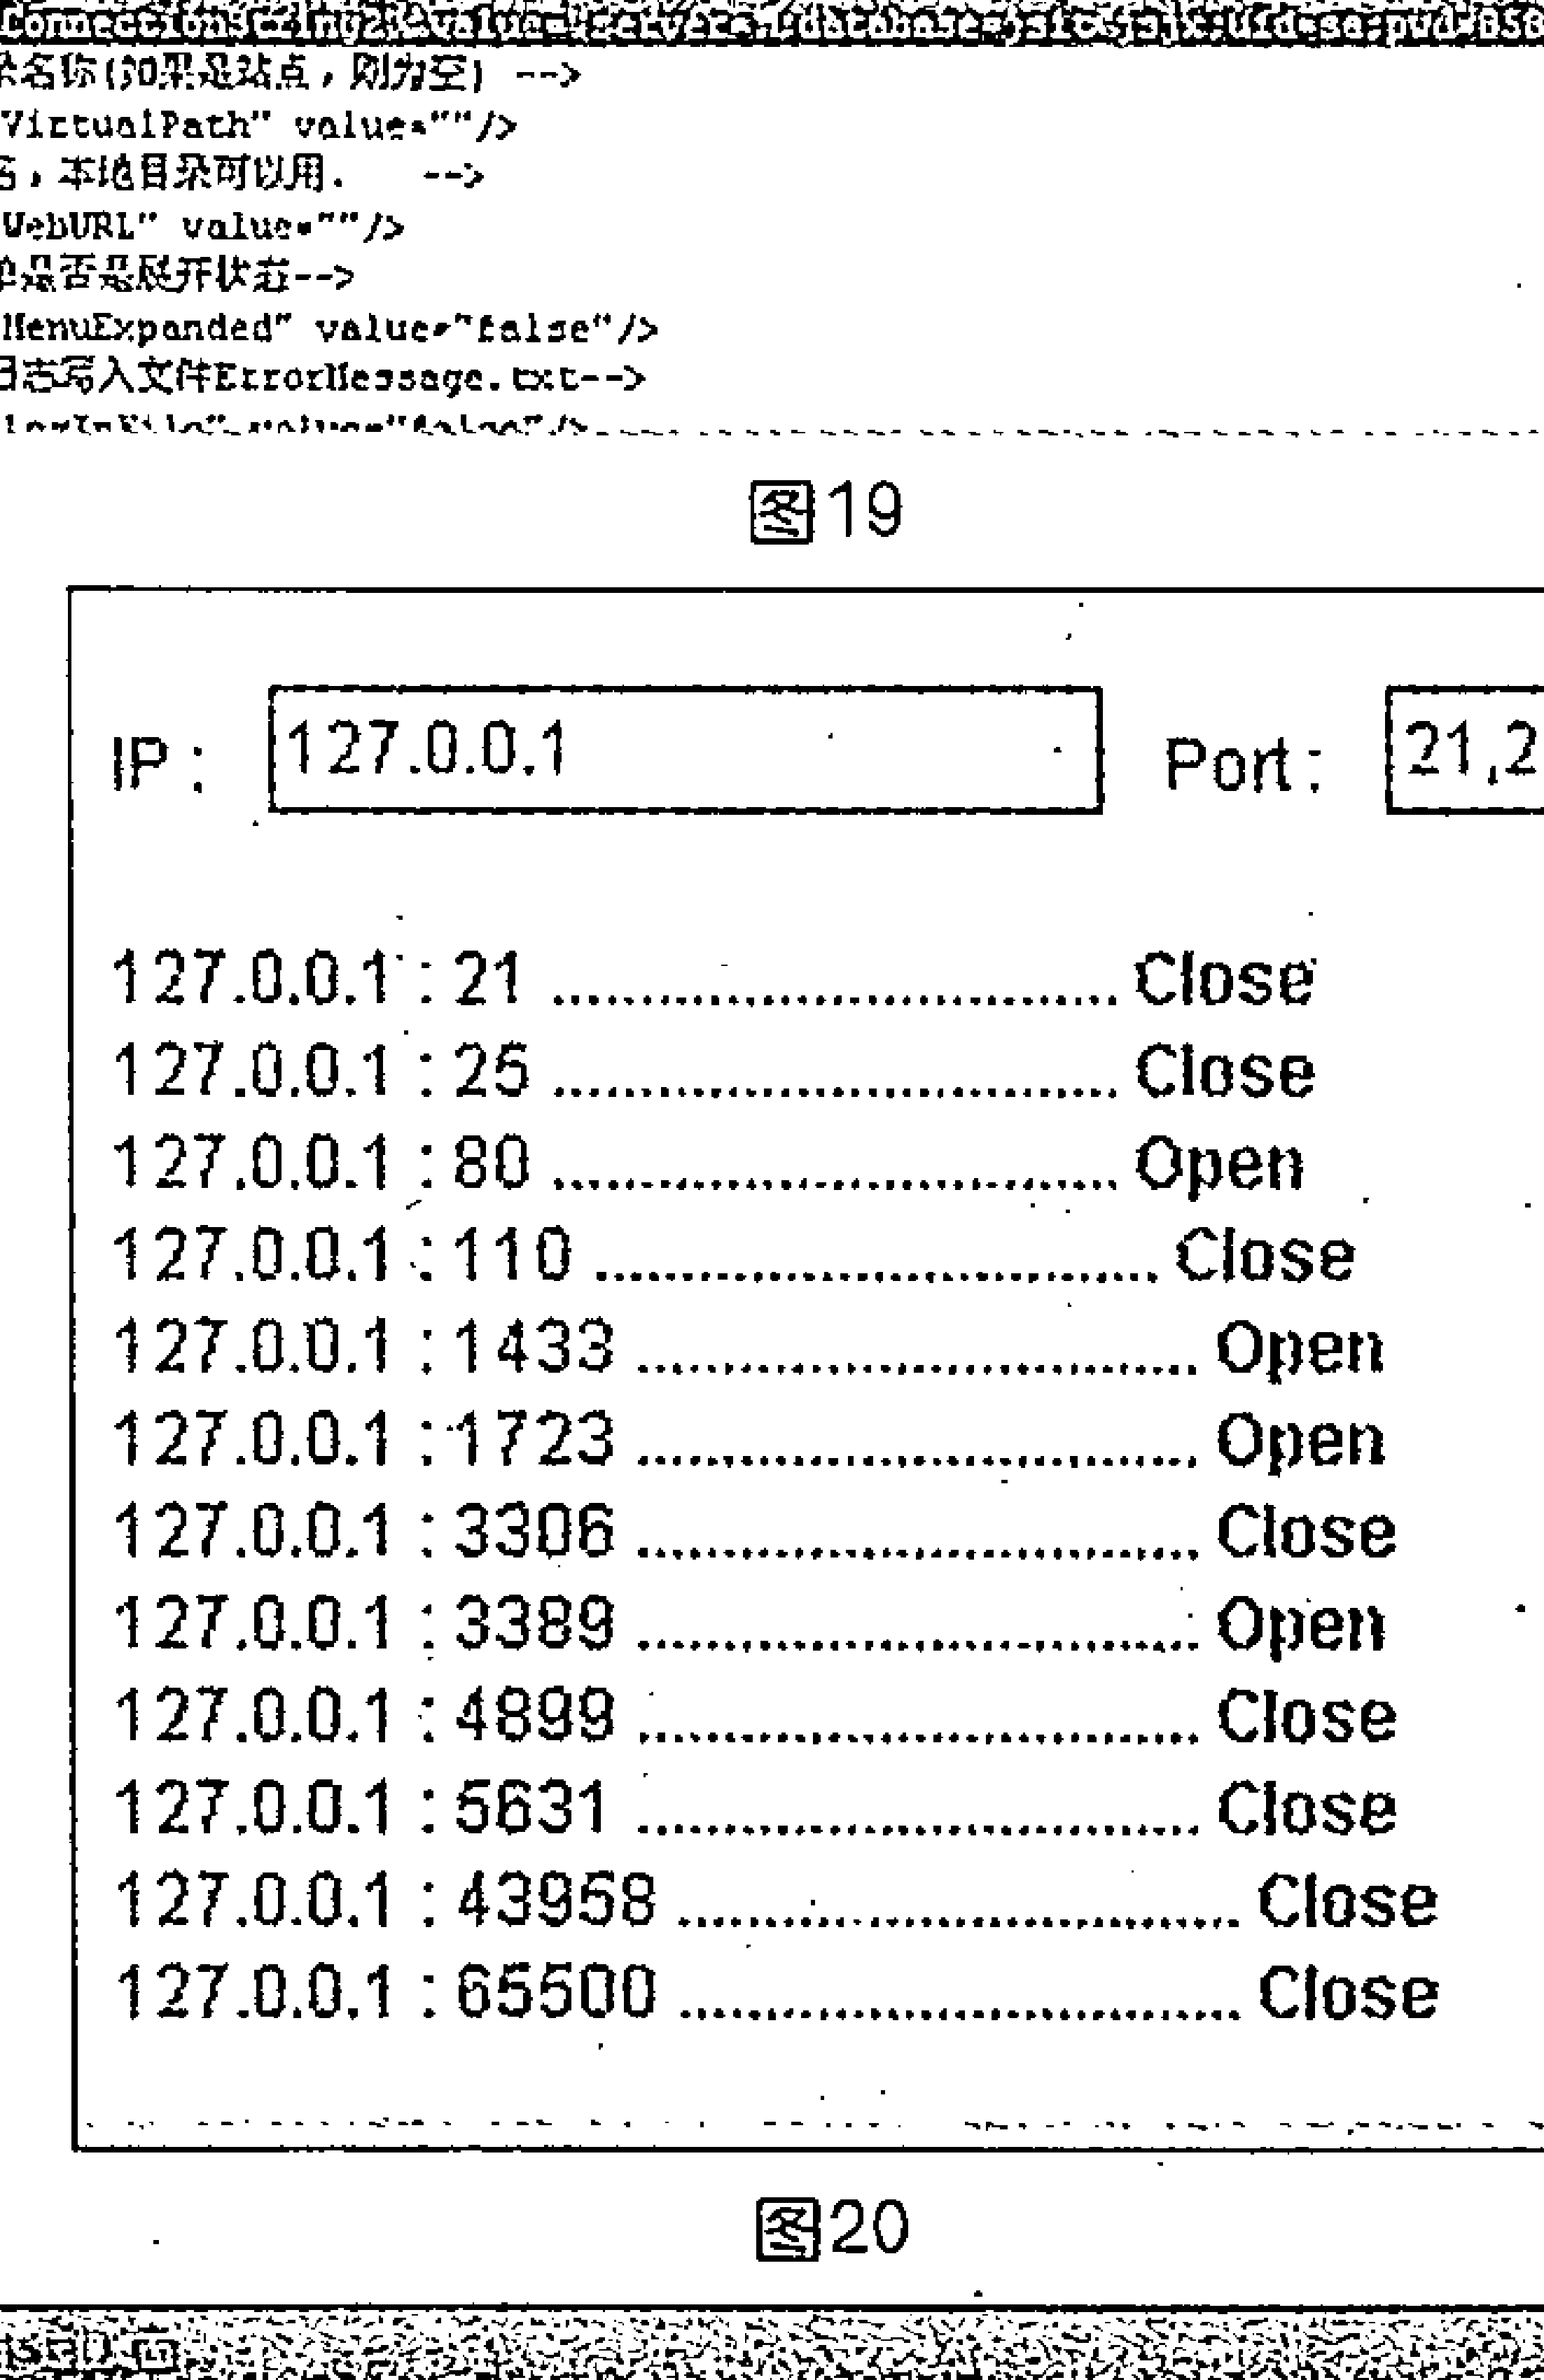 名称(如果是站点,则为空) -->
VirtualPath" value=""/>
,本地目录可以用. -->
WebURL" value=""/>
是否是展开状态-->
MenuExpanded" value="false"/>
日志写入文件ErrorMessage.txt-->
LogInFile" value="false"/>
图19
IP: 127.0.0.1 Port: 21,2
127.0.0.1 : 21 ................................ Close
127.0.0.1 : 25 ................................ Close
127.0.0.1 : 80 ................................ Open
127.0.0.1 : 110 ................................ Close
127.0.0.1 : 1433 ................................ Open
127.0.0.1 : 1723 ................................ Open
127.0.0.1 : 3306 ................................ Close
127.0.0.1 : 3389 ................................ Open
127.0.0.1 : 4899 ................................ Close
127.0.0.1 : 5631 ................................ Close
127.0.0.1 : 43958 ................................ Close
127.0.0.1 : 65500 ................................ Close
图20